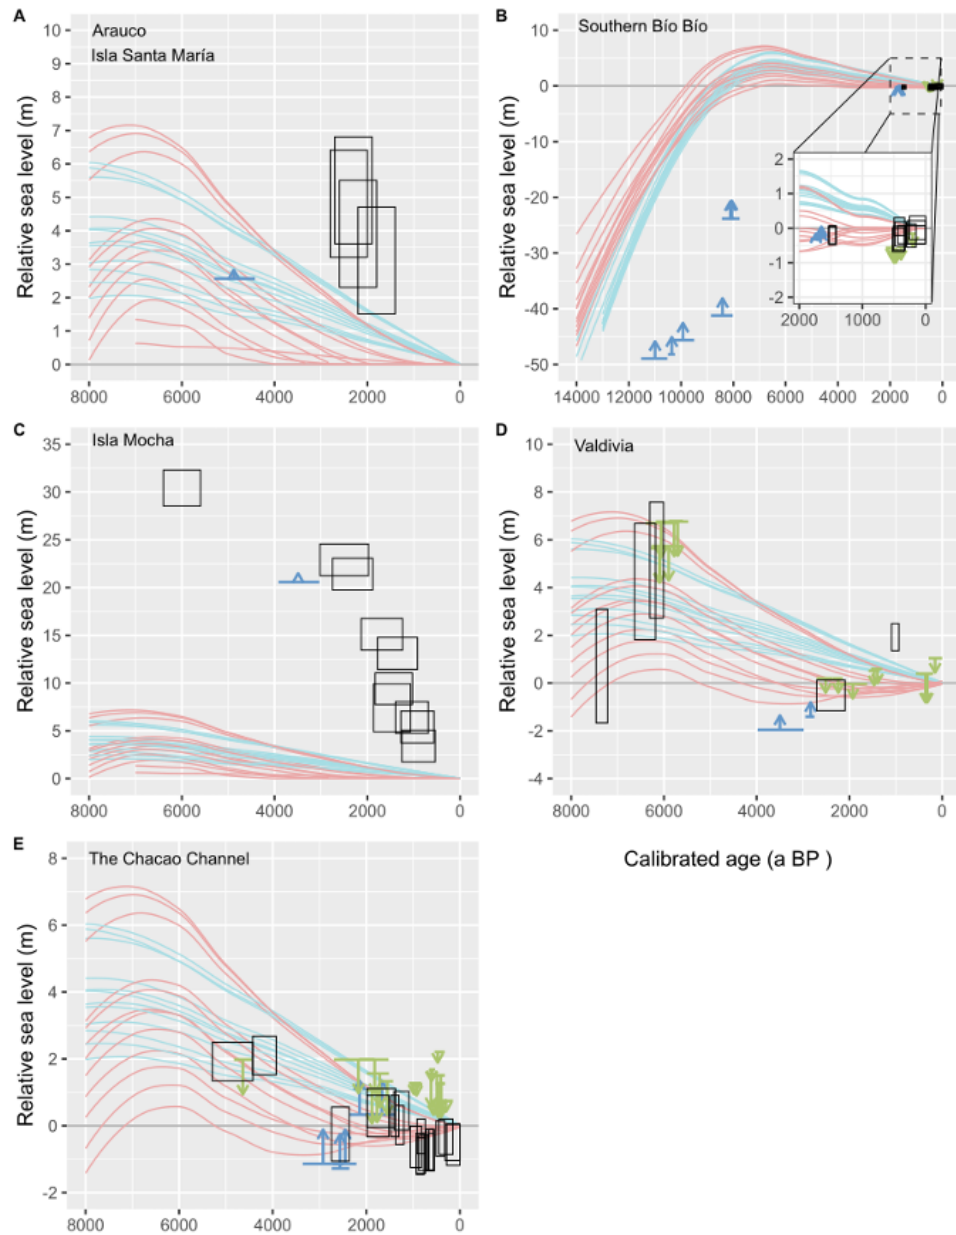 A
Arauco
Isla Santa María
Relative sea level (m)
10
9
8
7
6
5
4
3
2
1
0
8000 6000 4000 2000 0
B
Southern Bío Bío
Relative sea level (m)
10
0
-10
-20
-30
-40
-50
2
1
0
-1
-2
2000 1000 0
14000 12000 10000 8000 6000 4000 2000 0
C
Isla Mocha
Relative sea level (m)
35
30
25
20
15
10
5
0
8000 6000 4000 2000 0
D
Valdivia
Relative sea level (m)
10
8
6
4
2
0
-2
-4
8000 6000 4000 2000 0
Calibrated age (a BP )
E
The Chacao Channel
Relative sea level (m)
8
6
4
2
0
-2
8000 6000 4000 2000 0